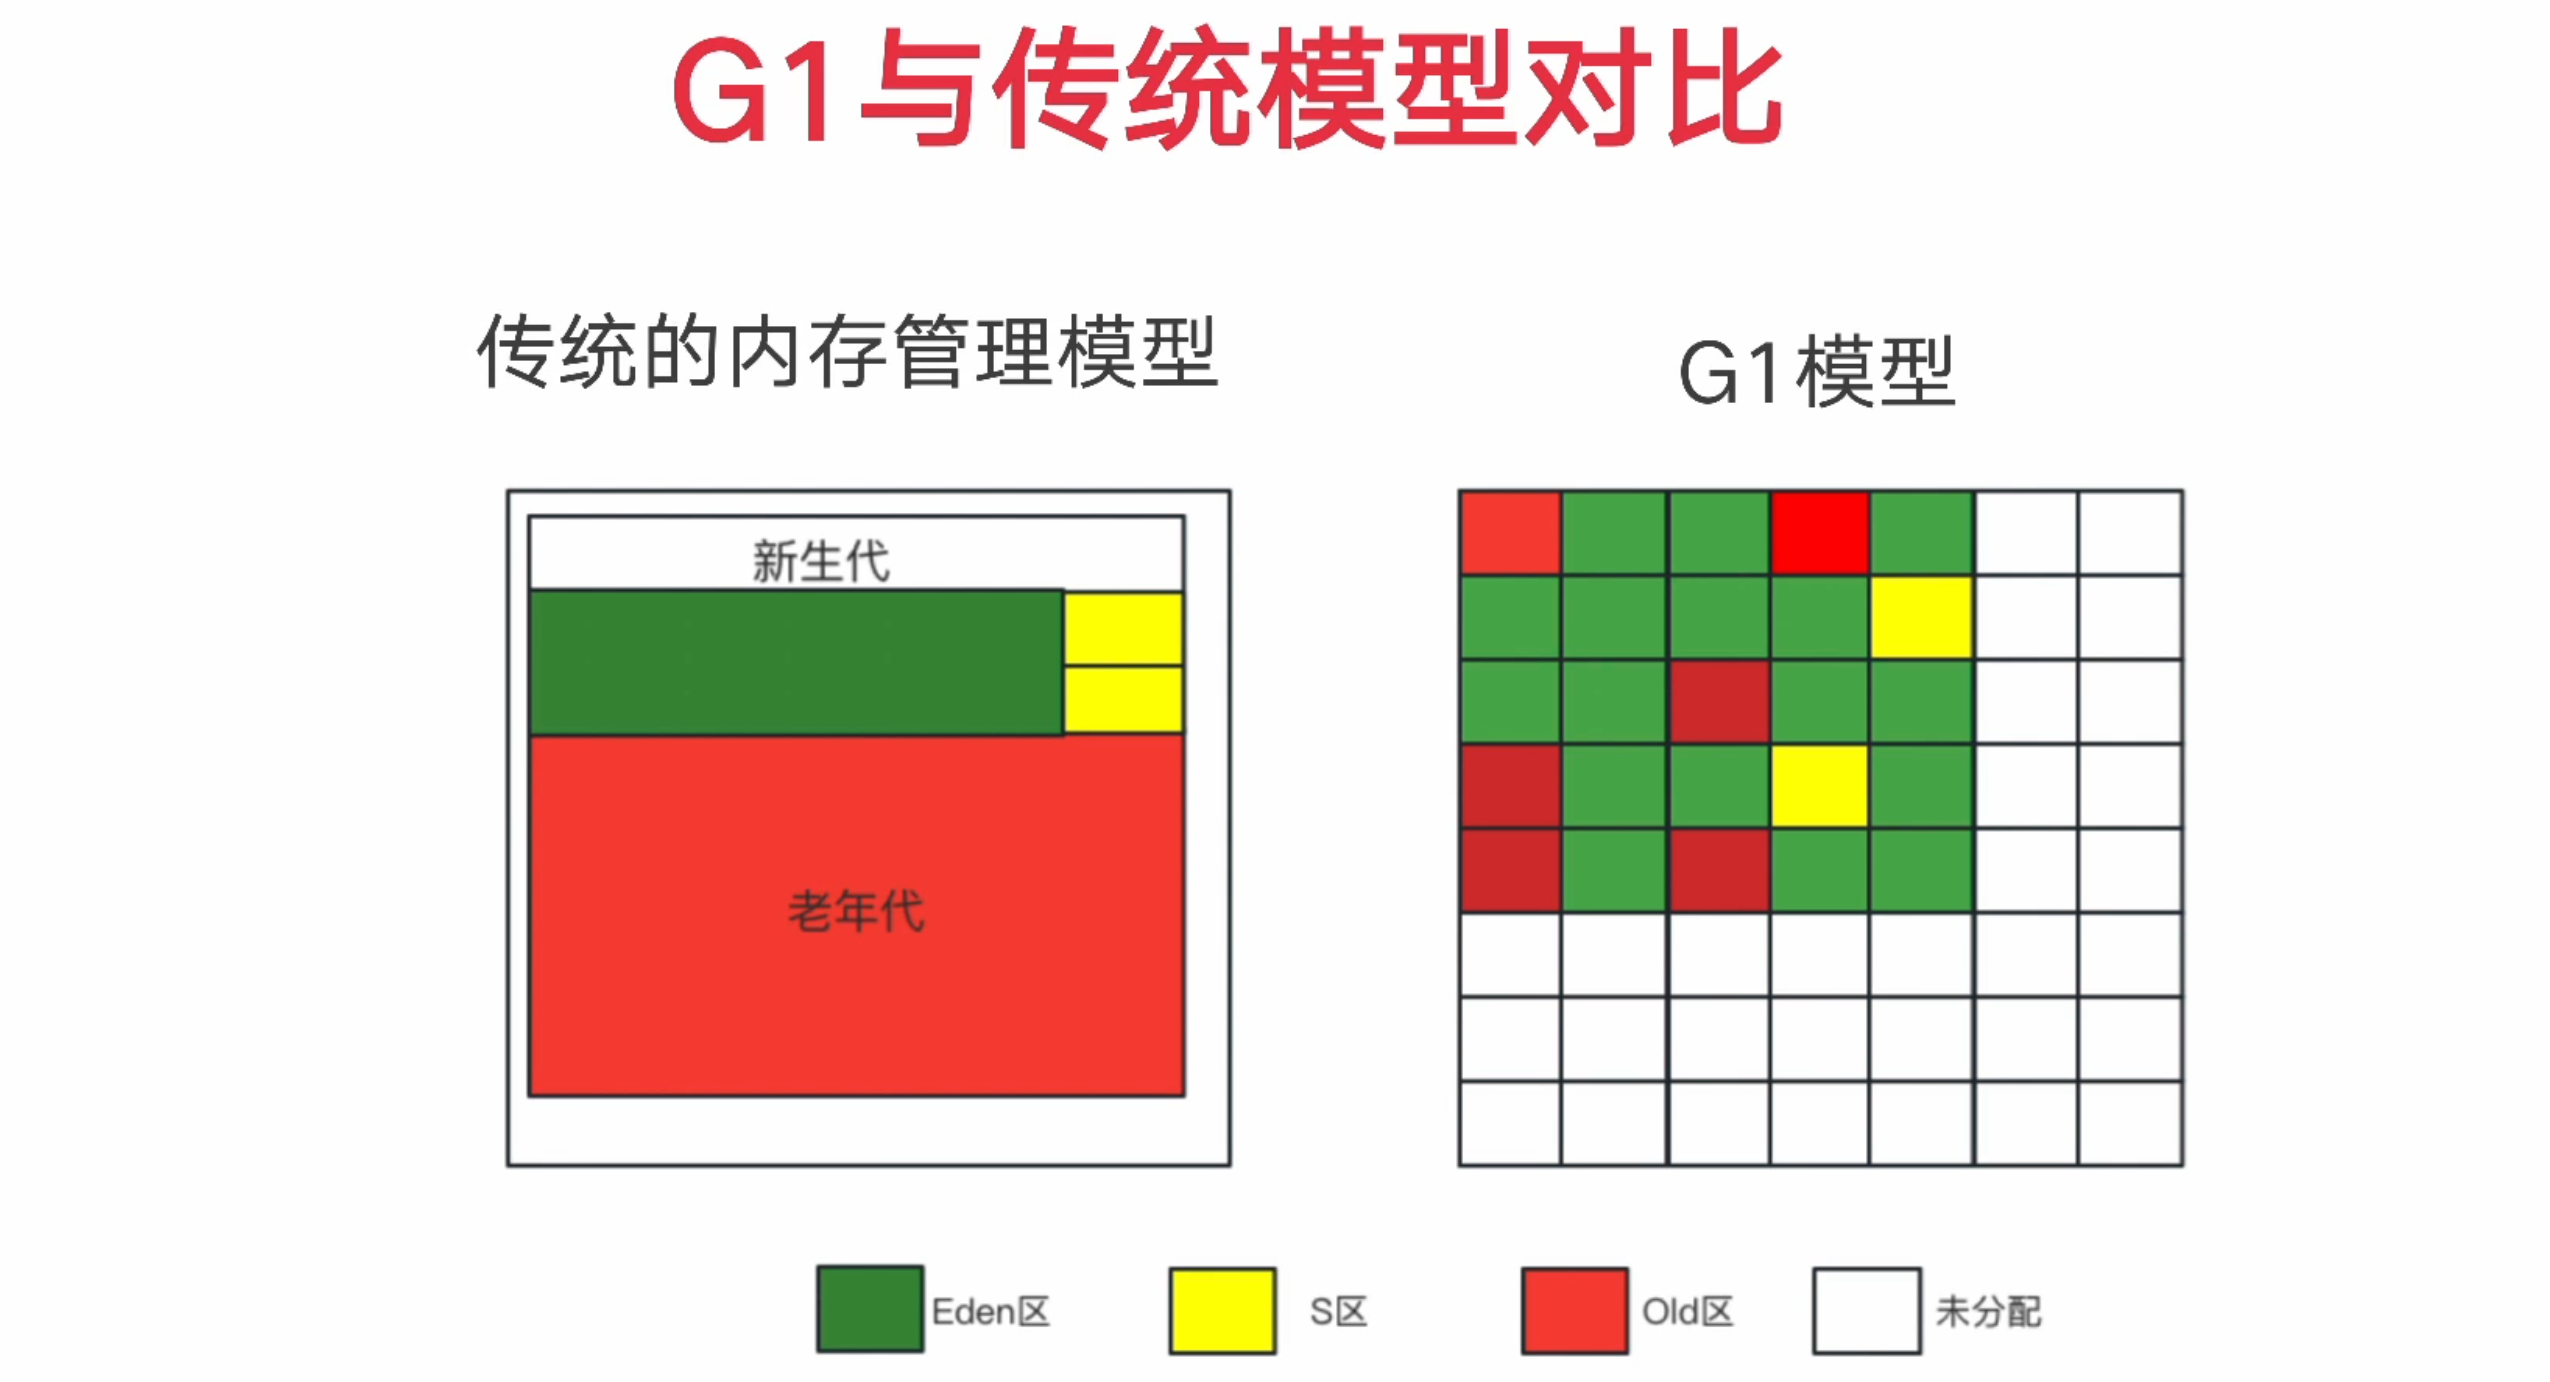 G1与传统模型对比
传统的内存管理模型
G1模型
新生代
老年代
Eden区
S区
Old区
未分配